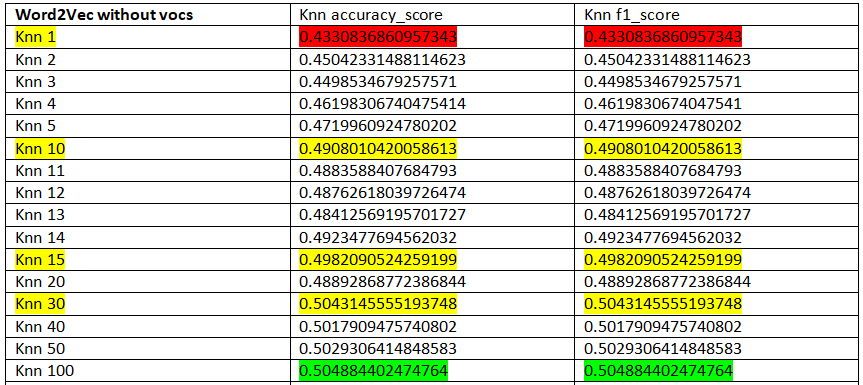 Word2Vec without vocs Knn accuracy_score Knn f1_score
Knn 1 0.4330836860957343 0.4330836860957343
Knn 2 0.45042331488114623 0.45042331488114623
Knn 3 0.4498534679257571 0.4498534679257571
Knn 4 0.46198306740475414 0.4619830674047541
Knn 5 0.4719960924780202 0.4719960924780202
Knn 10 0.4908010420058613 0.4908010420058613
Knn 11 0.4883588407684793 0.4883588407684793
Knn 12 0.48762618039726474 0.48762618039726474
Knn 13 0.48412569195701727 0.48412569195701727
Knn 14 0.4923477694562032 0.4923477694562032
Knn 15 0.4982090524259199 0.4982090524259199
Knn 20 0.48892868772386844 0.48892868772386844
Knn 30 0.5043145555193748 0.5043145555193748
Knn 40 0.5017909475740802 0.5017909475740802
Knn 50 0.5029306414848583 0.5029306414848583
Knn 100 0.504884402474764 0.504884402474764